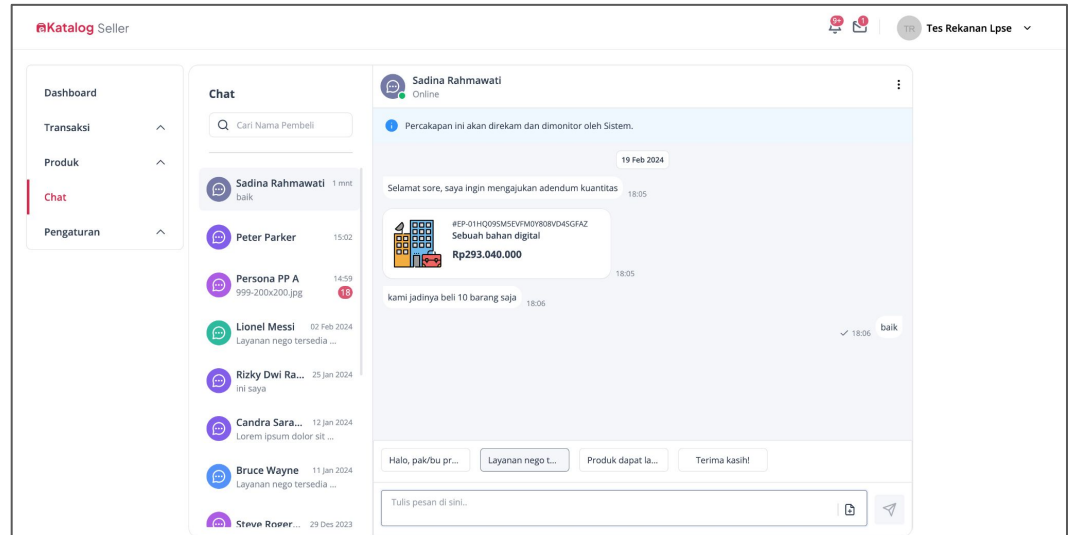 eKatalog Seller
9+
1
TR
Tes Rekanan Lpse
Dashboard
Transaksi
Produk
Chat
Pengaturan
Chat
Cari Nama Pembeli
Sadina Rahmawati 1 mnt
baik
Peter Parker 15:02
Persona PP A 14:59
999-200x200.jpg 18
Lionel Messi 02 Feb 2024
Layanan nego tersedia ...
Rizky Dwi Ra... 25 Jan 2024
ini saya
Candra Sara... 12 Jan 2024
Lorem ipsum dolor sit ...
Bruce Wayne 11 Jan 2024
Layanan nego tersedia ...
Steve Roger... 29 Des 2023
Sadina Rahmawati
Online
Percakapan ini akan direkam dan dimonitor oleh Sistem.
19 Feb 2024
Selamat sore, saya ingin mengajukan adendum kuantitas 18:05
#EP-01HQ09SM5EVFM0Y808VD4SGFAZ
Sebuah bahan digital
Rp293.040.000
18:05
kami jadinya beli 10 barang saja 18:06
18:06 baik
Halo, pak/bu pr...
Layanan nego t...
Produk dapat la...
Terima kasih!
Tulis pesan di sini..